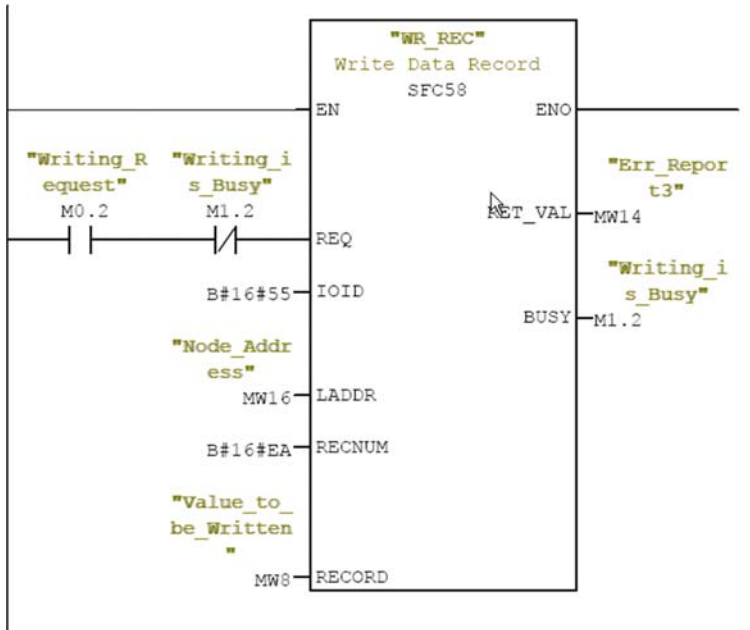 "WR_REC"
Write Data Record
SFC58
EN
ENO
"Writing_R
equest"
M0.2
"Writing_i
s_Busy"
M1.2
REQ
"Err_Repor
t3"
RET_VAL
MW14
B#16#55
IOID
"Writing_i
s_Busy"
BUSY
M1.2
"Node_Addr
ess"
MW16
LADDR
B#16#EA
RECNUM
"Value_to_
be_Written
"
MW8
RECORD